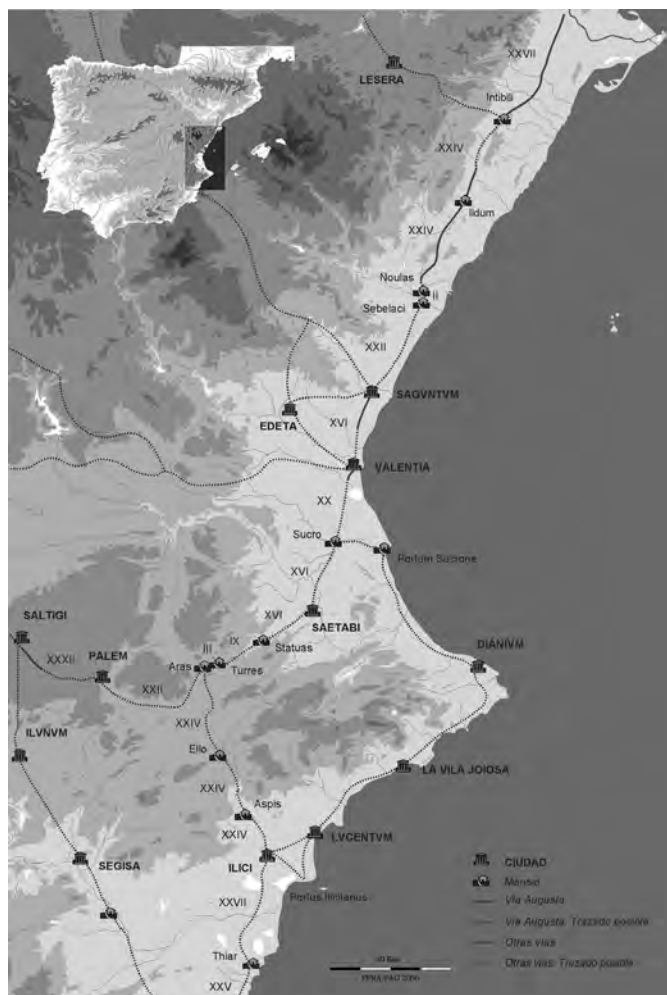 XXVII
LESERA
Intibili
XXIV
Ildum
XXIV
Noulas
II
Sebelaci
XXII
SAGVNTVM
EDETA
XVI
VALENTIA
XX
Sucro
Portum Sucrone
XVI
SAETABI
XVI
Statuas
SALTIGI
IX
III
Turres
Aras
DIÁNIVM
XXXII
PALEM
XXII
XXIV
ILVNVM
Ello
LA VILA JOIOSA
XXIV
Aspis
XXIV
LVCENTVM
ILICI
SEGISA
CIUDAD
Portus Ilicitanus
Mansio
XXVII
Vía Augusta
Vía Augusta. Trazado posible
Otras vías
Thiar
Otras vías. Trazado posible
XXV